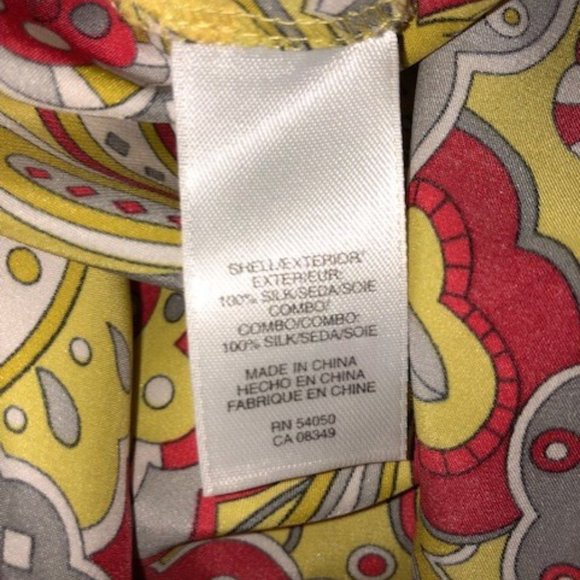 SHELL/EXTERIOR/
EXTERIEUR:
100% SILK/SEDA/SOIE
COMBO/
COMBO/COMBO:
100% SILK/SEDA/SOIE
MADE IN CHINA
HECHO EN CHINA
FABRIQUE EN CHINE
RN 54050
CA 08349